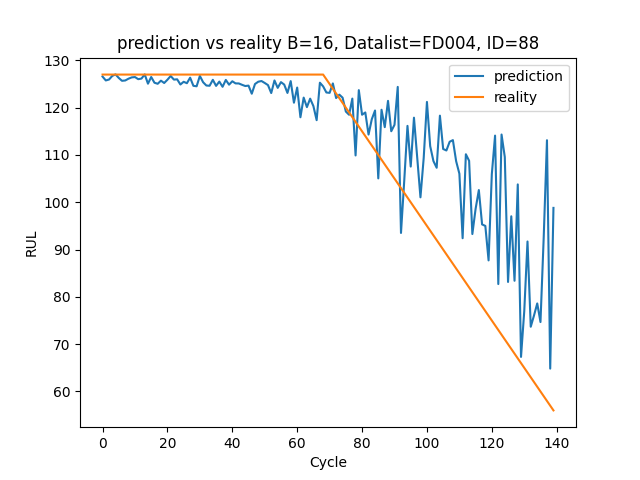 prediction vs reality B=16, Datalist=FD004, ID=88
prediction
reality
130
120
110
100
90
80
70
60
RUL
0 20 40 60 80 100 120 140
Cycle